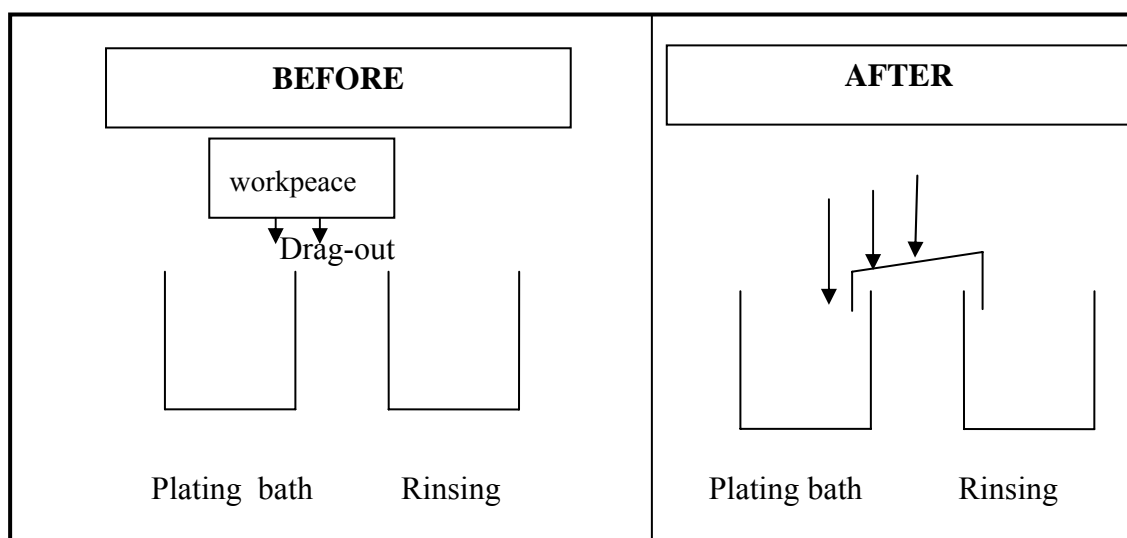 BEFORE
workpeace
Drag-out
Plating bath
Rinsing
AFTER
Plating bath
Rinsing